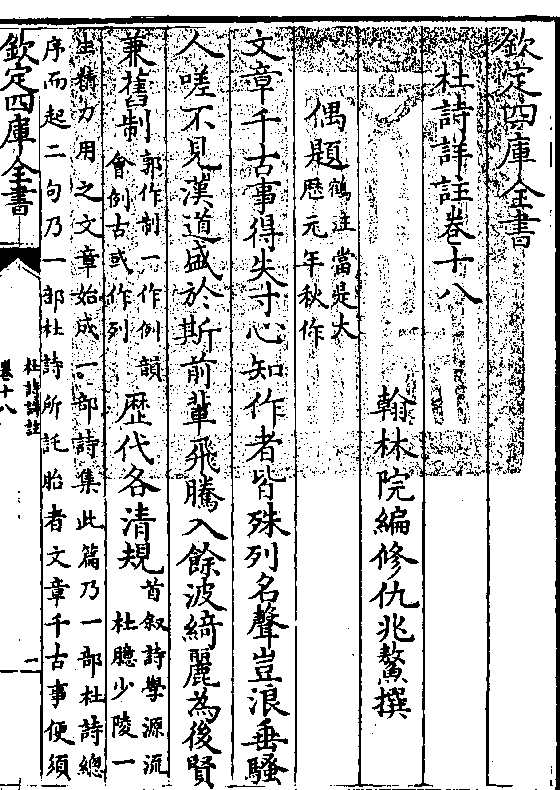 欽定四庫全書
杜詩詳註卷十八
翰林院編修仇兆鰲撰
偶題鶴註當是大
厯元年秋作
文章千古事得失寸心知作者皆殊列名聲豈浪垂騷
人嗟不見漢道盛於斯前軰飛騰入餘波綺麗為後賢
兼舊制郭作制一作例韻
會例古或作列歴代各清規首叙詩學源流
杜臆少陵一
生精力用之文章始成一部詩集此篇乃一部杜詩總
序而起二句乃一部杜詩所託胎者文章千古事便須
欽定四庫全書
杜詩詳註
卷十八
一